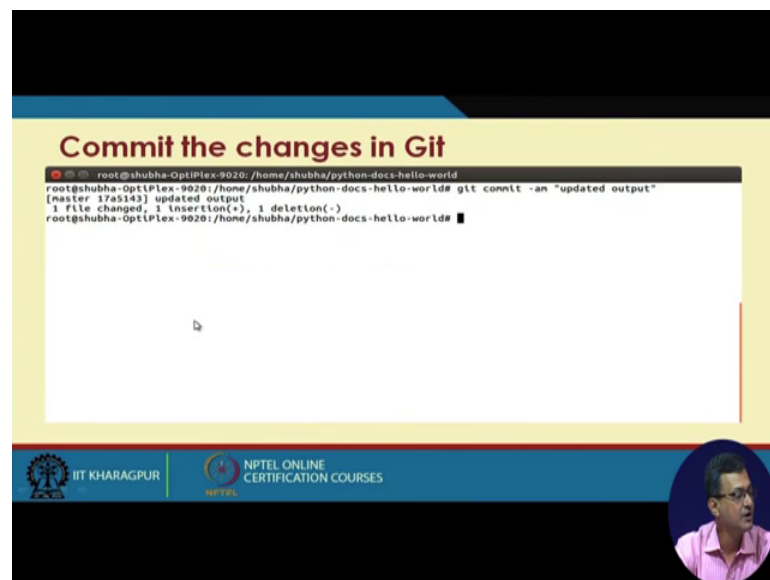 Commit the changes in Git
root@shubha-OptiPlex-9020: /home/shubha/python-docs-hello-world
root@shubha-OptiPlex-9020:/home/shubha/python-docs-hello-world# git commit -am "updated output"
[master 17a5143] updated output
1 file changed, 1 insertion(+), 1 deletion(-)
root@shubha-OptiPlex-9020:/home/shubha/python-docs-hello-world#
IIT KHARAGPUR
NPTEL
NPTEL ONLINE
CERTIFICATION COURSES